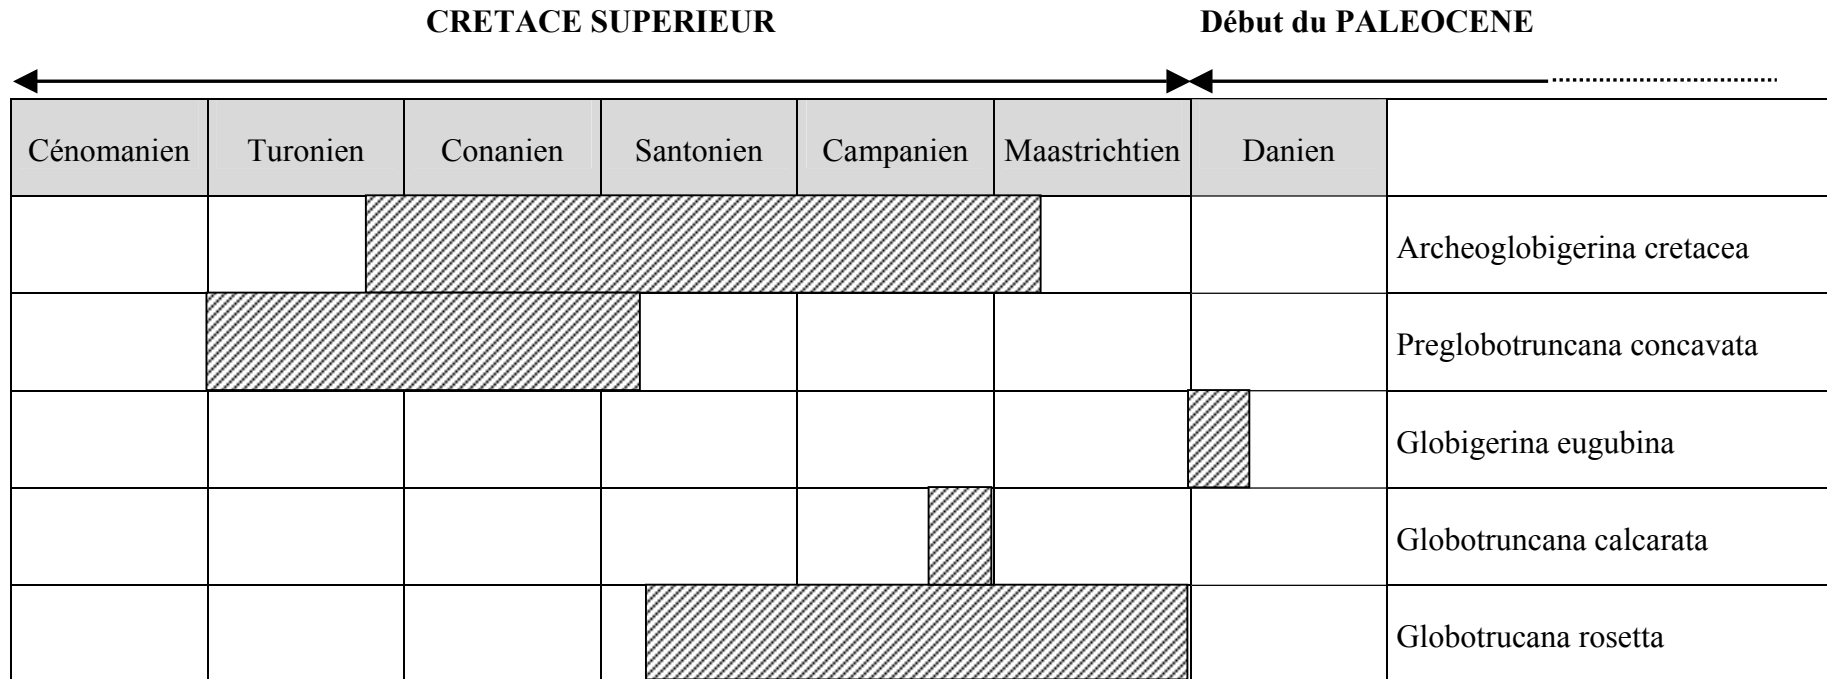 CRETACE SUPERIEUR Début du PALEOCENE
Cénomanien Turonien Conanien Santonien Campanien Maastrichtien Danien
Archeoglobigerina cretacea
Preglobotruncana concavata
Globigerina eugubina
Globotruncana calcarata
Globotrucana rosetta